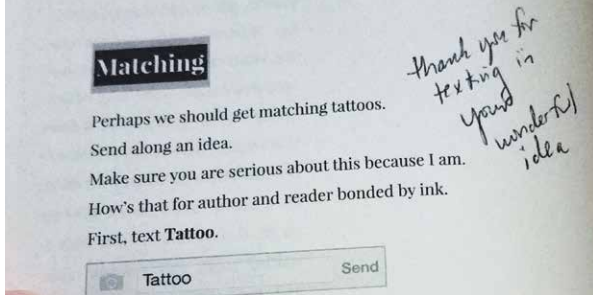 Matching
Perhaps we should get matching tattoos.
Send along an idea.
Make sure you are serious about this because I am.
How's that for author and reader bonded by ink.
First, text Tattoo.
Tattoo Send
thank you for
texting in
your
wonderful
idea